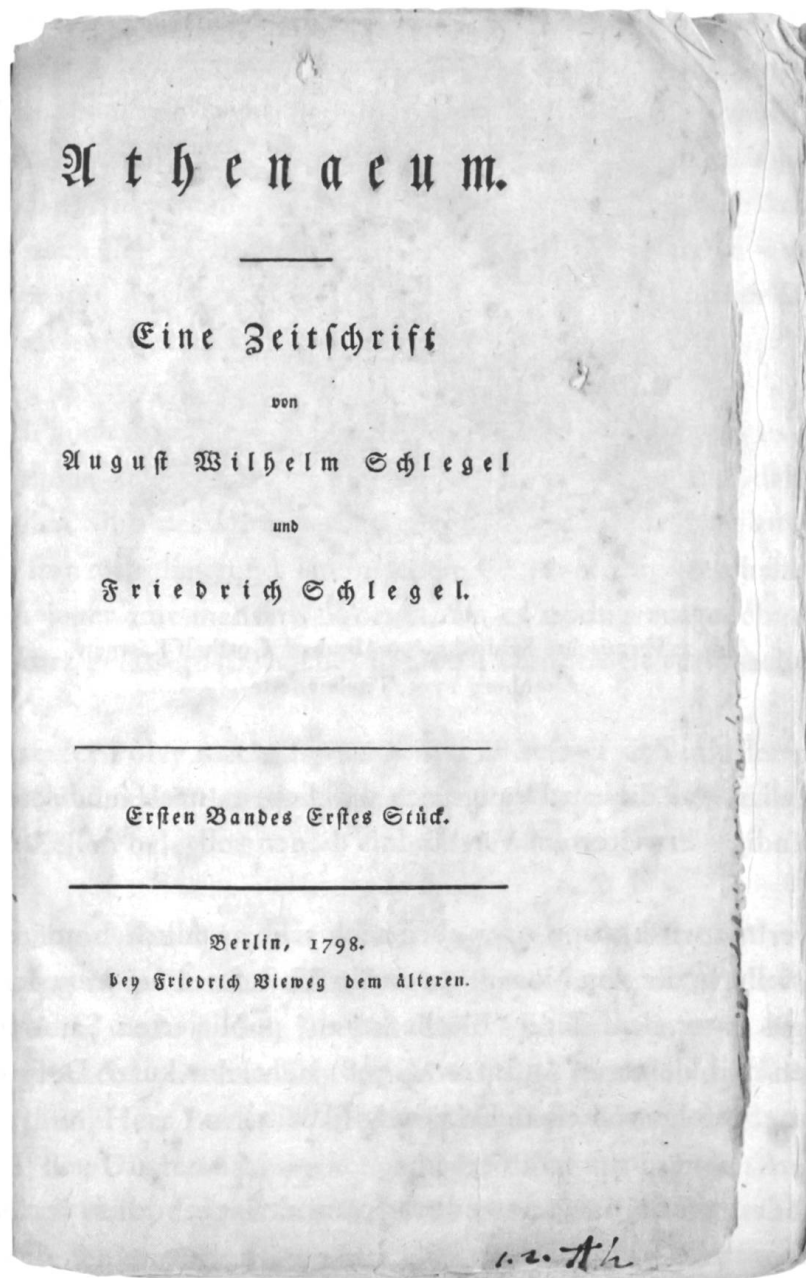 Athenaeum.
Eine Zeitschrift
von
August Wilhelm Schlegel
und
Friedrich Schlegel.
Ersten Bandes Erstes Stück.
Berlin, 1798.
bey Friedrich Vieweg dem älteren.